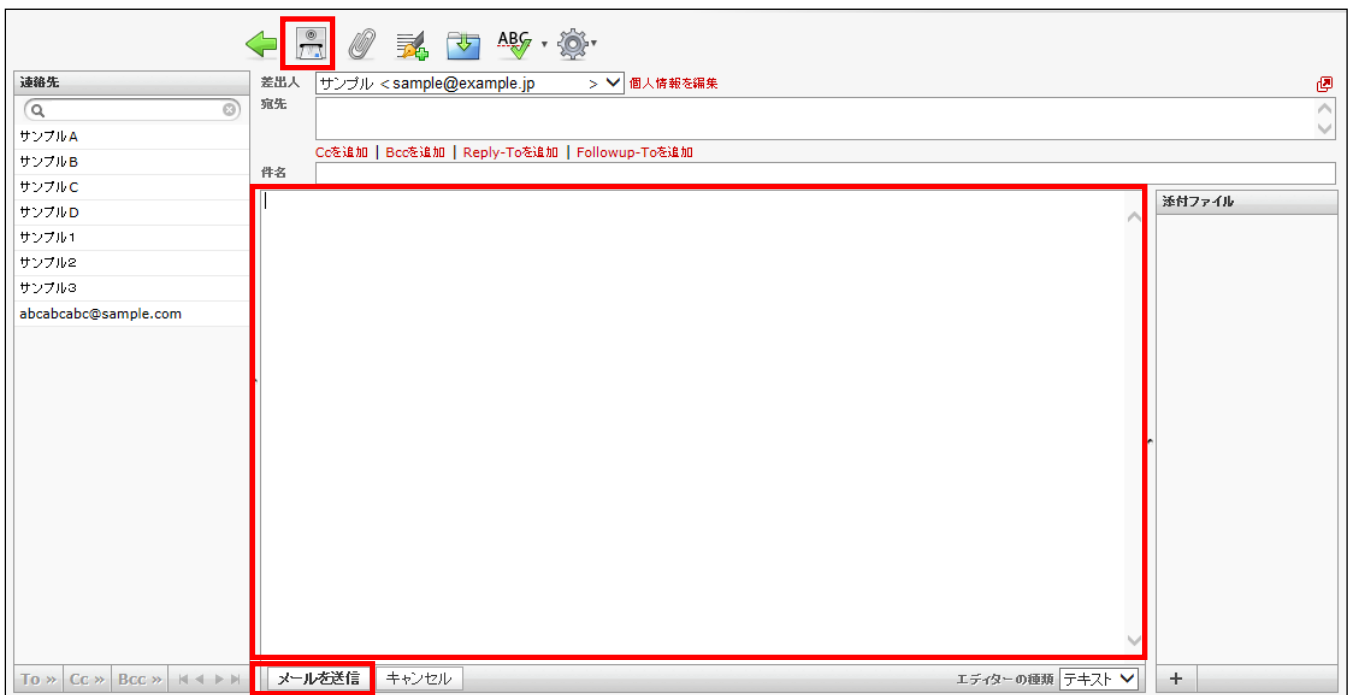 ABC
連絡先
差出人 サンプル < sample@example.jp > 個人情報を編集
宛先
サンプルA
Ccを追加 | Bccを追加 | Reply-Toを追加 | Followup-Toを追加
サンプルB
件名
サンプルC
添付ファイル
サンプルD
サンプル1
サンプル2
サンプル3
abcabcabc@sample.com
To » Cc » Bcc » メールを送信 キャンセル エディターの種類 テキスト +